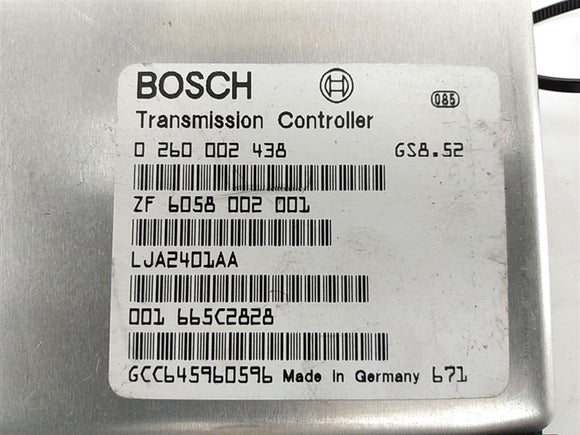 BOSCH
085
Transmission Controller
0 260 002 438 GS8.52
ZF 6058 002 001
LJA2401AA
001 665C2828
GCC645960596 Made in Germany 671